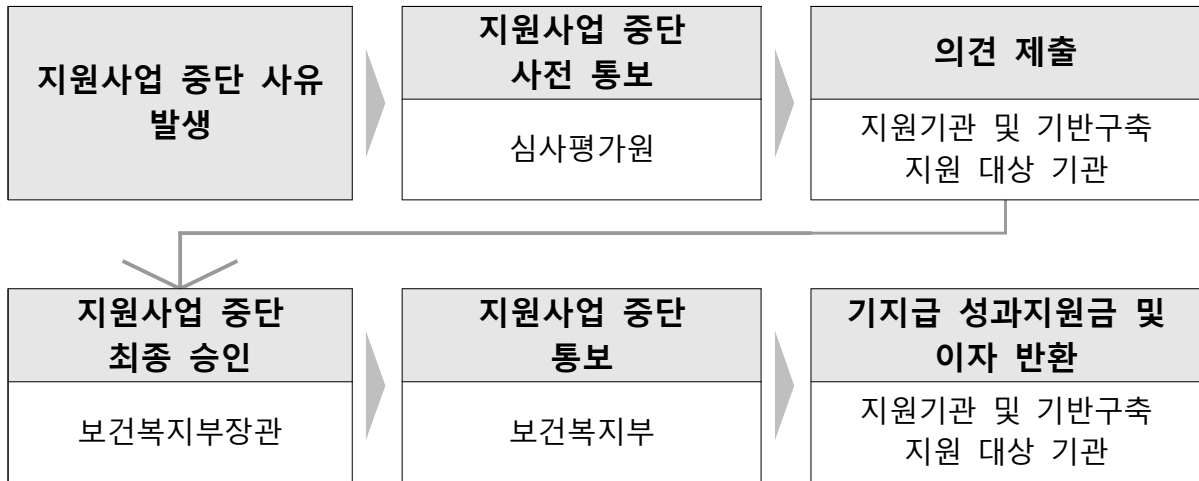 지원사업 중단 사유
발생
지원사업 중단
사전 통보
심사평가원
의견 제출
지원기관 및 기반구축
지원 대상 기관
지원사업 중단
최종 승인
보건복지부장관
지원사업 중단
통보
보건복지부
기지급 성과지원금 및
이자 반환
지원기관 및 기반구축
지원 대상 기관